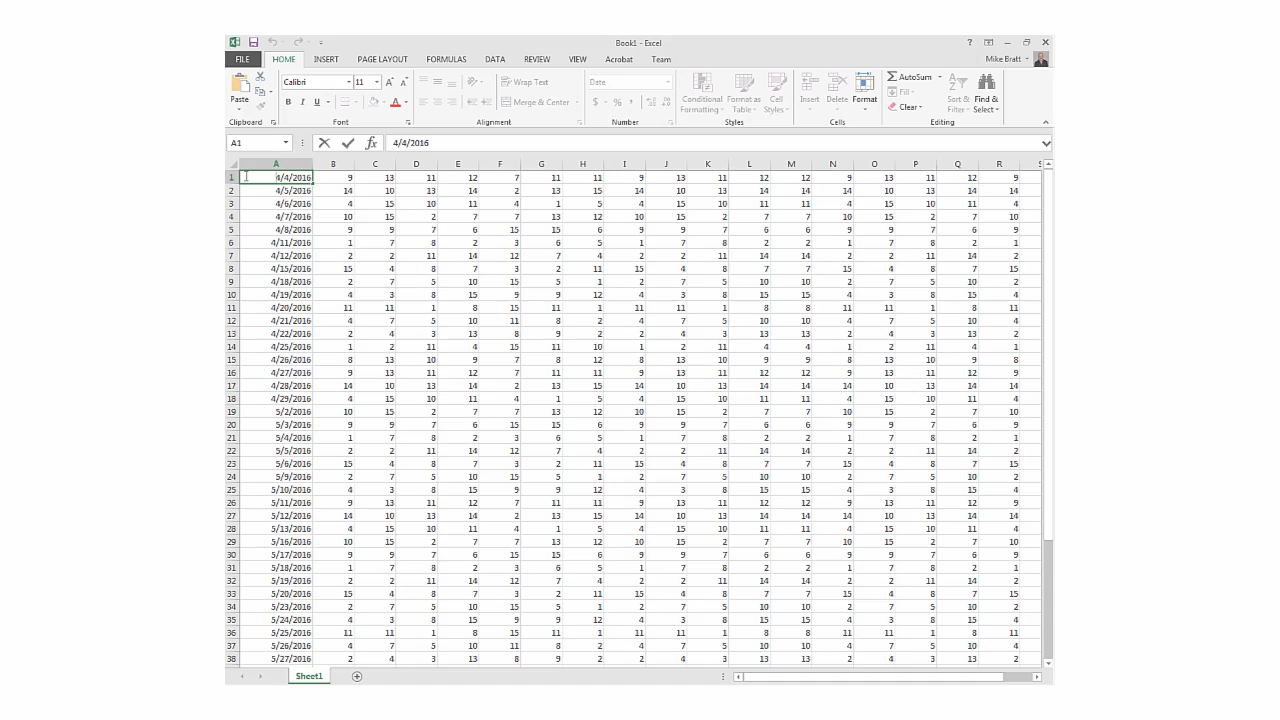 Book1 - Excel
FILE HOME INSERT PAGE LAYOUT FORMULAS DATA REVIEW VIEW Acrobat Team Mike Bratt
Paste Calibri 11 Wrap Text Date Conditional Format as Cell Insert Delete Format AutoSum Sort & Find &
B I U Merge & Center $ % Formatting Table Styles Fill Filter Select
Clear
Clipboard Font Alignment Number Styles Cells Editing
A1 fx 4/4/2016
A B C D E F G H I J K L M N O P Q R S
1 4/4/2016 9 13 11 12 7 11 11 9 13 11 12 12 9 13 11 12 9
2 4/5/2016 14 10 13 14 2 13 15 14 10 13 14 14 14 10 13 14 14
3 4/6/2016 4 15 10 11 4 1 5 4 15 10 11 11 4 15 10 11 4
4 4/7/2016 10 15 2 7 7 13 12 10 15 2 7 7 10 15 2 7 10
5 4/8/2016 9 9 7 6 15 15 6 9 9 7 6 6 9 9 7 6 9
6 4/11/2016 1 7 8 2 3 6 5 1 7 8 2 2 1 7 8 2 1
7 4/12/2016 2 2 11 14 12 7 4 2 2 11 14 14 2 2 11 14 2
8 4/15/2016 15 4 8 7 3 2 11 15 4 8 7 7 15 4 8 7 15
9 4/18/2016 2 7 5 10 15 5 1 2 7 5 10 10 2 7 5 10 2
10 4/19/2016 4 3 8 15 9 9 12 4 3 8 15 15 4 3 8 15 4
11 4/20/2016 11 11 1 8 15 11 1 11 11 1 8 8 11 11 1 8 11
12 4/21/2016 4 7 5 10 11 8 2 4 7 5 10 10 4 7 5 10 4
13 4/22/2016 2 4 3 13 8 9 2 2 4 3 13 13 2 4 3 13 2
14 4/25/2016 1 2 11 4 15 11 10 1 2 11 4 4 1 2 11 4 1
15 4/26/2016 8 13 10 9 7 8 12 8 13 10 9 9 8 13 10 9 8
16 4/27/2016 9 13 11 12 7 11 11 9 13 11 12 12 9 13 11 12 9
17 4/28/2016 14 10 13 14 2 13 15 14 10 13 14 14 14 10 13 14 14
18 4/29/2016 4 15 10 11 4 1 5 4 15 10 11 11 4 15 10 11 4
19 5/2/2016 10 15 2 7 7 13 12 10 15 2 7 7 10 15 2 7 10
20 5/3/2016 9 9 7 6 15 15 6 9 9 7 6 6 9 9 7 6 9
21 5/4/2016 1 7 8 2 3 6 5 1 7 8 2 2 1 7 8 2 1
22 5/5/2016 2 2 11 14 12 7 4 2 2 11 14 14 2 2 11 14 2
23 5/6/2016 15 4 8 7 3 2 11 15 4 8 7 7 15 4 8 7 15
24 5/9/2016 2 7 5 10 15 5 1 2 7 5 10 10 2 7 5 10 2
25 5/10/2016 4 3 8 15 9 9 12 4 3 8 15 15 4 3 8 15 4
26 5/11/2016 9 13 11 12 7 11 11 9 13 11 12 12 9 13 11 12 9
27 5/12/2016 14 10 13 14 2 13 15 14 10 13 14 14 14 10 13 14 14
28 5/13/2016 4 15 10 11 4 1 5 4 15 10 11 11 4 15 10 11 4
29 5/16/2016 10 15 2 7 7 13 12 10 15 2 7 7 10 15 2 7 10
30 5/17/2016 9 9 7 6 15 15 6 9 9 7 6 6 9 9 7 6 9
31 5/18/2016 1 7 8 2 3 6 5 1 7 8 2 2 1 7 8 2 1
32 5/19/2016 2 2 11 14 12 7 4 2 2 11 14 14 2 2 11 14 2
33 5/20/2016 15 4 8 7 3 2 11 15 4 8 7 7 15 4 8 7 15
34 5/23/2016 2 7 5 10 15 5 1 2 7 5 10 10 2 7 5 10 2
35 5/24/2016 4 3 8 15 9 9 12 4 3 8 15 15 4 3 8 15 4
36 5/25/2016 11 11 1 8 15 11 1 11 11 1 8 8 11 11 1 8 11
37 5/26/2016 4 7 5 10 11 8 2 4 7 5 10 10 4 7 5 10 4
38 5/27/2016 2 4 3 13 8 9 2 2 4 3 13 13 2 4 3 13 2
Sheet1